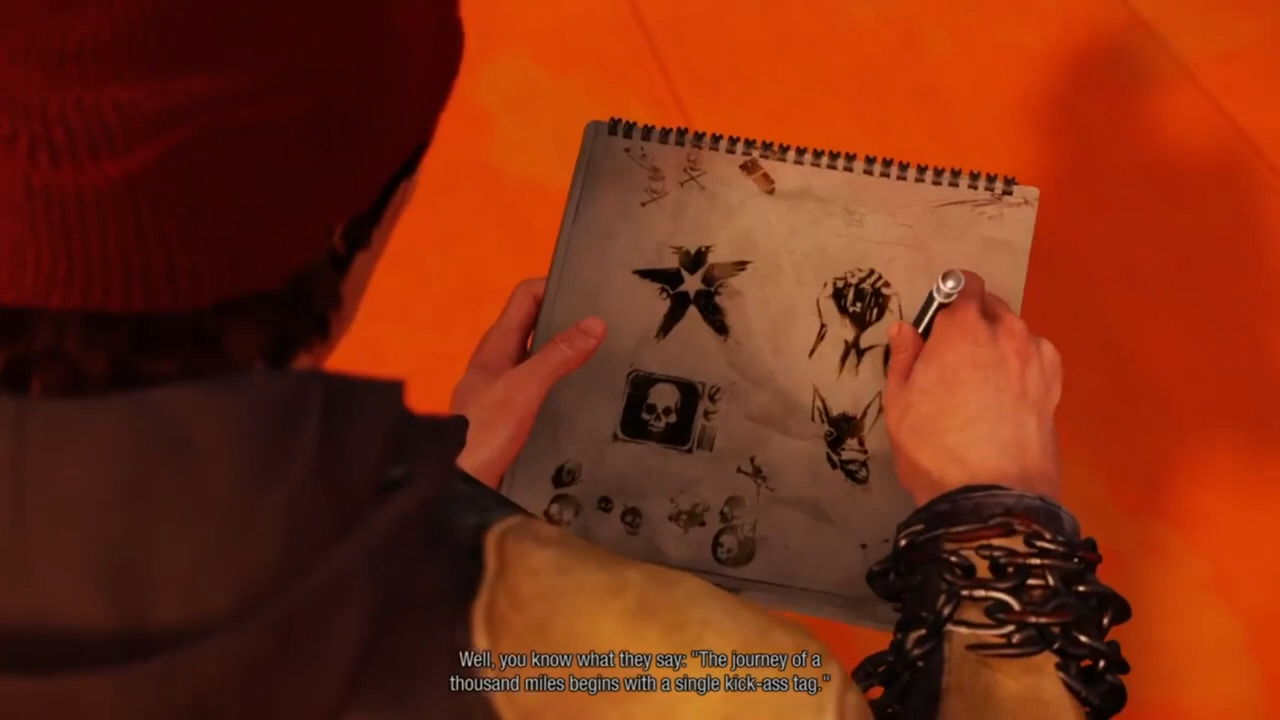 Well, you know what they say: "The journey of a
thousand miles begins with a single kick-ass tag."